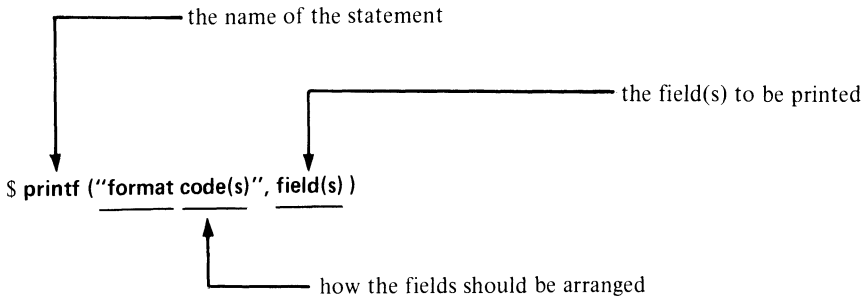 the name of the statement
the field(s) to be printed
$ printf ("format code(s)", field(s) )
how the fields should be arranged